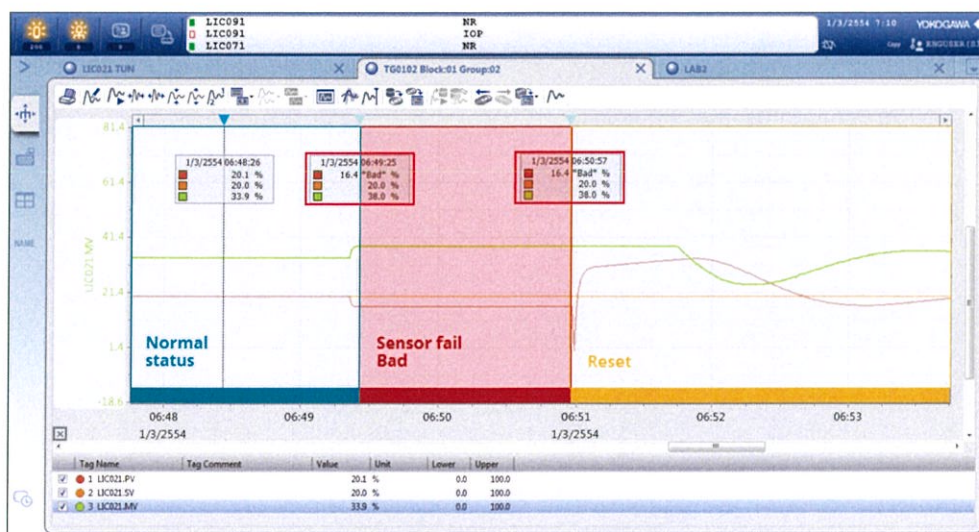 LIC091 NR
LIC091 IOP
LIC071 NR
1/3/2554 7:10 YOKOGAWA
Copy
LIC021 TUN
TG0102 Block:01 Group:02
LAB2
81.4
61.4
41.4
21.4
1.4
-18.6
LIC021.MV
NAME
1/3/2554 06:48:26
20.1 %
20.0 %
33.9 %
1/3/2554 06:49:25
16.4 "Bad" %
20.0 %
38.0 %
1/3/2554 06:50:57
16.4 "Bad" %
20.0 %
38.0 %
Normal
status
Sensor fail
Bad
Reset
06:48 06:49 06:50 06:51 06:52 06:53
1/3/2554 1/3/2554
Tag Name Tag Comment Value Unit Lower Upper
1 LIC021.PV 20.1 % 0.0 100.0
2 LIC021.SV 20.0 % 0.0 100.0
3 LIC021.MV 33.9 % 0.0 100.0